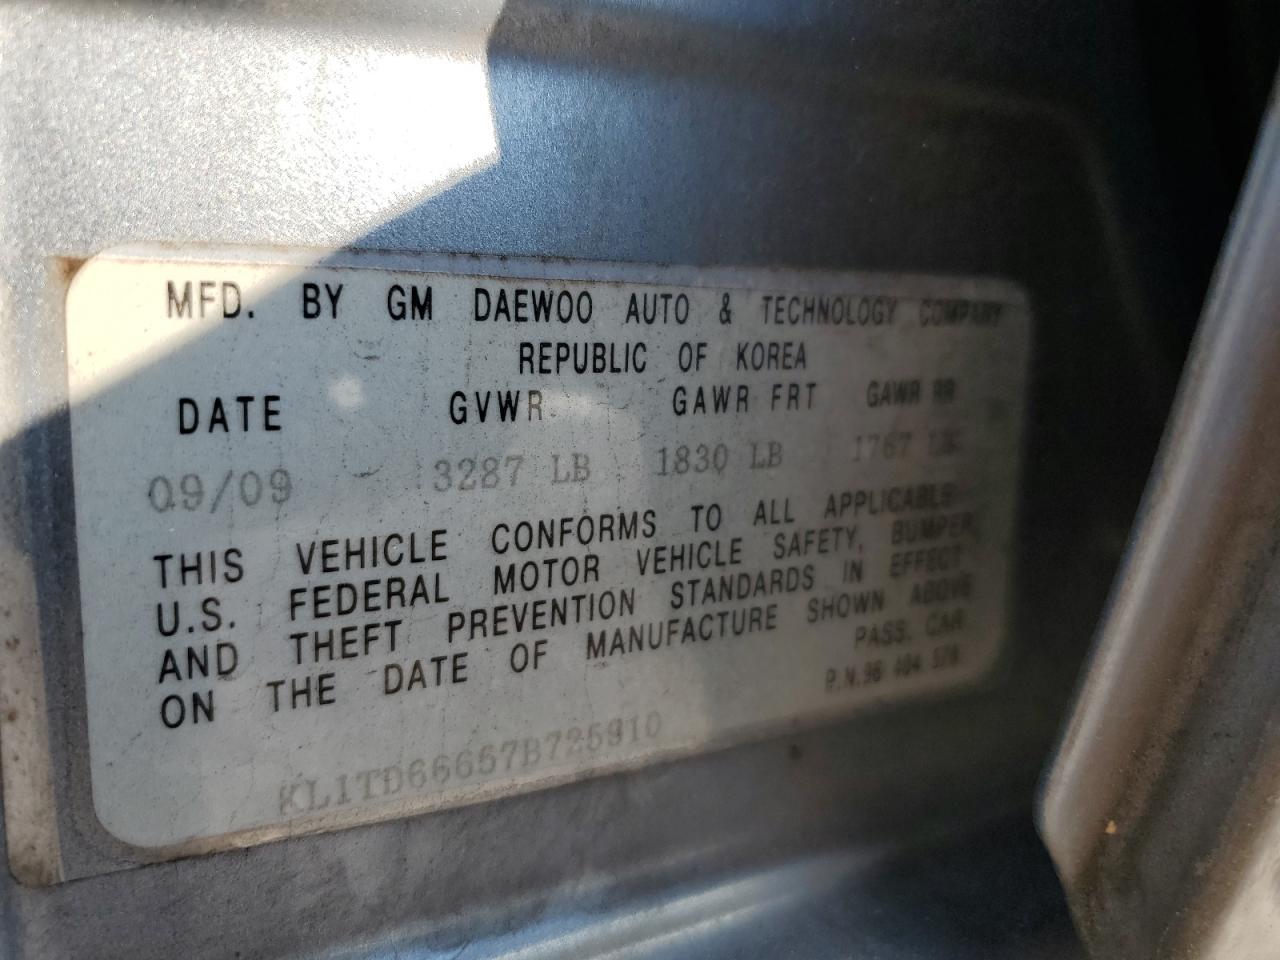 MFD. BY GM DAEWOO AUTO & TECHNOLOGY COMPANY
REPUBLIC OF KOREA
DATE GVWR GAWR FRT GAWR RR
09/09 3287 LB 1830 LB 1767 LB
THIS VEHICLE CONFORMS TO ALL APPLICABLE
U.S. FEDERAL MOTOR VEHICLE SAFETY, BUMPER,
AND THEFT PREVENTION STANDARDS IN EFFECT
ON THE DATE OF MANUFACTURE SHOWN ABOVE
PASS. CAR
P.N.96 404
KL1TD66657B725910